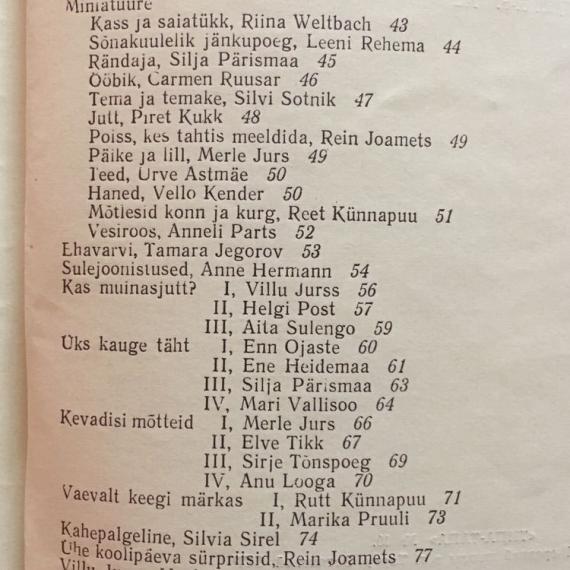 Miniatuure
Kass ja saiatükk, Riina Weltbach 43
Sõnakuulelik jänkupoeg, Leeni Rehema 44
Rändaja, Silja Pärismaa 45
Ööbik, Carmen Ruusar 46
Tema ja temake, Silvi Sotnik 47
Jutt, Piret Kukk 48
Poiss, kes tahtis meeldida, Rein Joamets 49
Päike ja lill, Merle Jurs 49
Teed, Urve Astmäe 50
Haned, Vello Kender 50
Mõtlesid konn ja kurg, Reet Künnapuu 51
Vesiroos, Anneli Parts 52
Ehavarvi, Tamara Jegorov 53
Sulejoonistused, Anne Hermann 54
Kas muinasjutt? I, Villu Jurss 56
II, Helgi Post 57
III, Aita Sulengo 59
Üks kauge täht I, Enn Ojaste 60
II, Ene Heidemaa 61
III, Silja Pärismaa 63
IV, Mari Vallisoo 64
Kevadisi mõtteid I, Merle Jurs 66
II, Elve Tikk 67
III, Sirje Tõnspoeg 69
IV, Anu Looga 70
Vaevalt keegi märkas I, Rutt Künnapuu 71
II, Marika Pruuli 73
Kahepalgeline, Silvia Sirel 74
Ühe koolipäeva sürpriisid, Rein Joamets 77